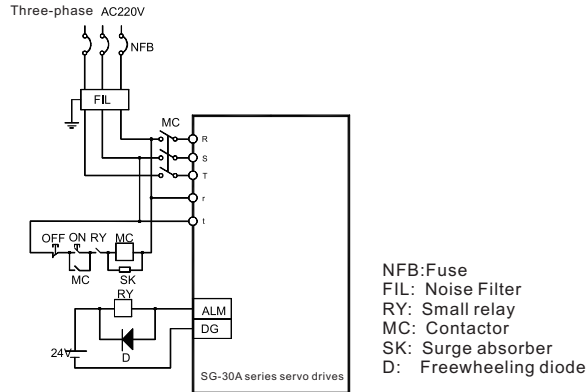 Three-phase AC220V
NFB
FIL
MC
R
S
T
r
t
OFF ON RY MC
MC SK
RY
ALM
DG
24V
D
SG-30A series servo drives
NFB:Fuse
FIL: Noise Filter
RY: Small relay
MC: Contactor
SK: Surge absorber
D: Freewheeling diode